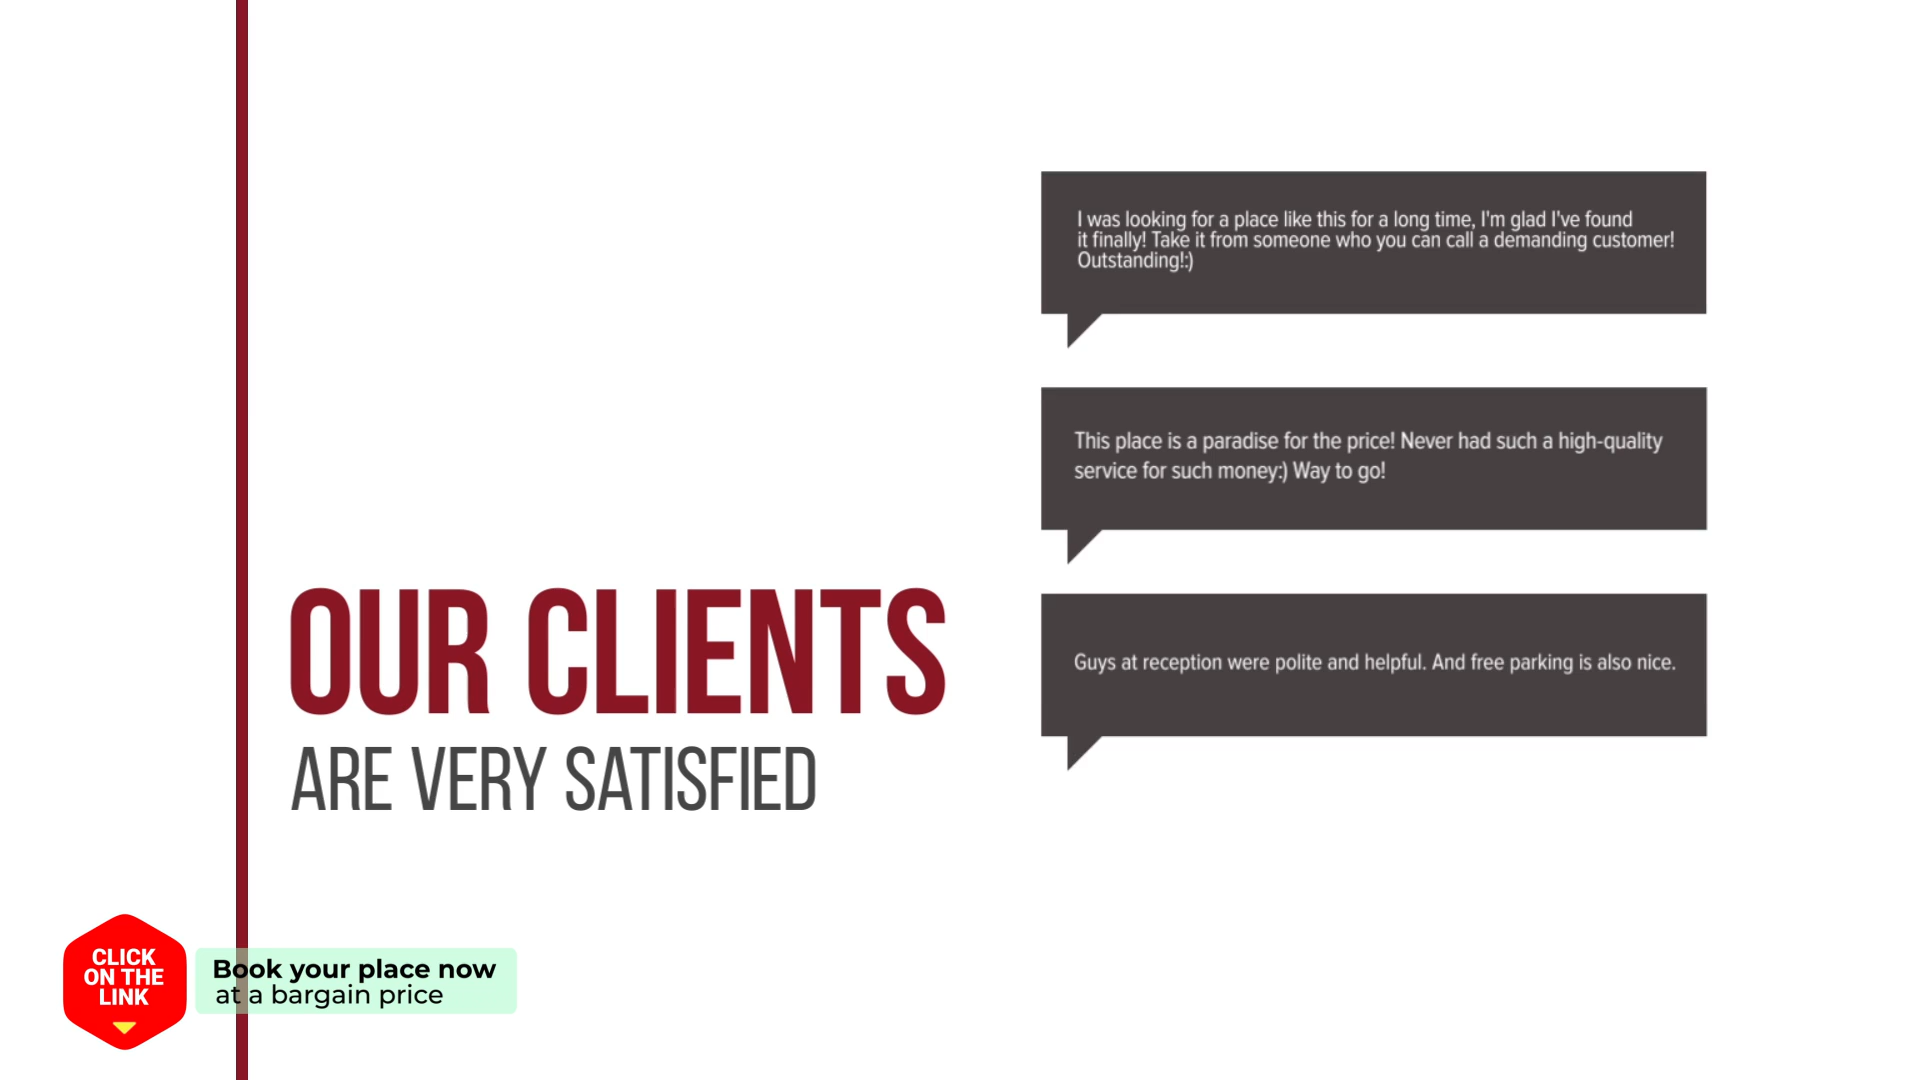 I was looking for a place like this for a long time, I'm glad I've found
it finally! Take it from someone who you can call a demanding customer!
Outstanding!:)
This place is a paradise for the price! Never had such a high-quality
service for such money:) Way to go!
Guys at reception were polite and helpful. And free parking is also nice.
OUR CLIENTS
ARE VERY SATISFIED
CLICK
ON THE
LINK
Book your place now
at a bargain price